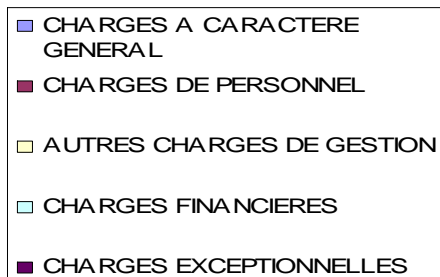 CHARGES A CARACTERE
GENERAL
CHARGES DE PERSONNEL
AUTRES CHARGES DE GESTION
CHARGES FINANCIERES
CHARGES EXCEPTIONNELLES